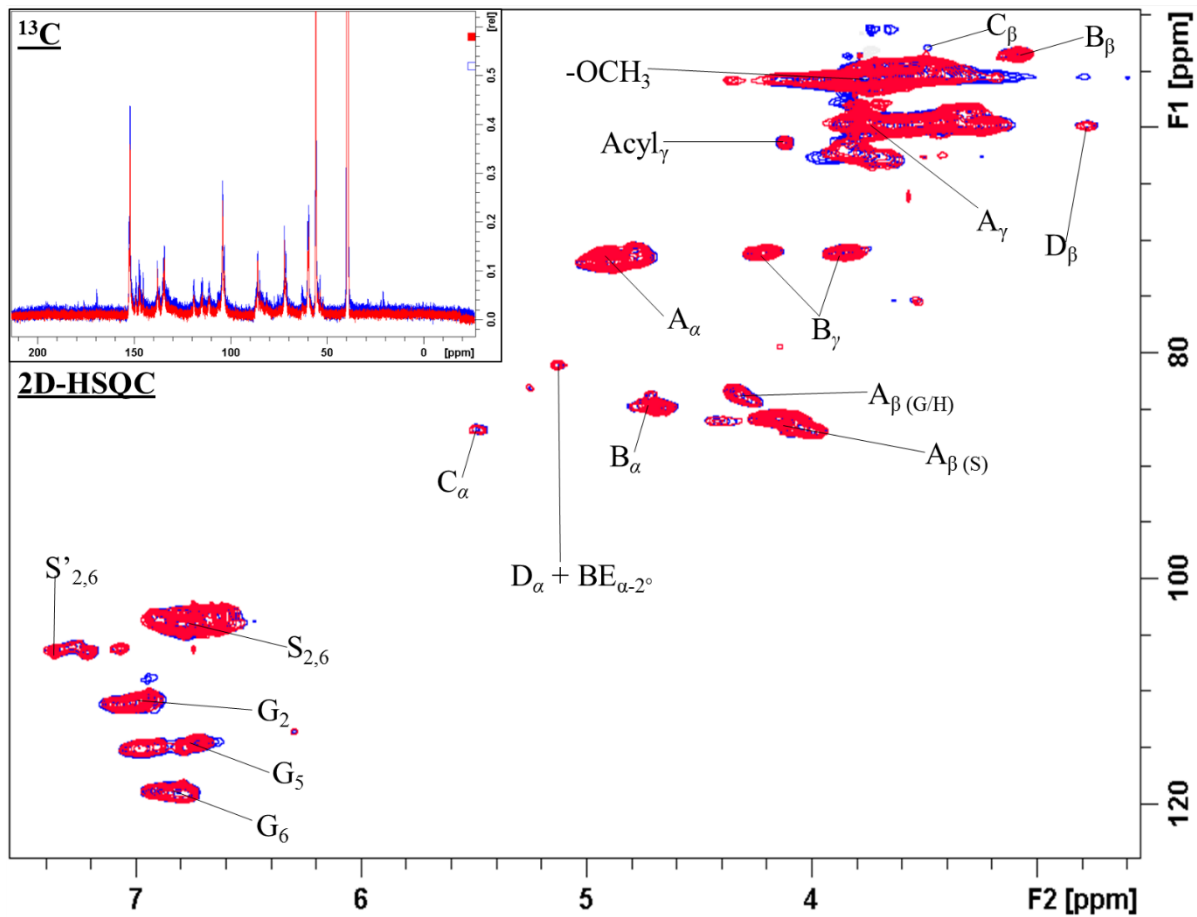 ¹³C
[rel]
0.5
0.4
0.3
0.2
0.1
0.0
200
150
100
50
0
[ppm]
2D-HSQC
Cβ
Bβ
-OCH₃
Acylγ
Aγ
Dβ
Aα
Bγ
Aβ (G/H)
Bα
Aβ (S)
Cα
Dα + BEα-2°
S’2,6
S2,6
G₂
G₅
G₆
F1 [ppm]
80
100
120
7
6
5
4
F2 [ppm]